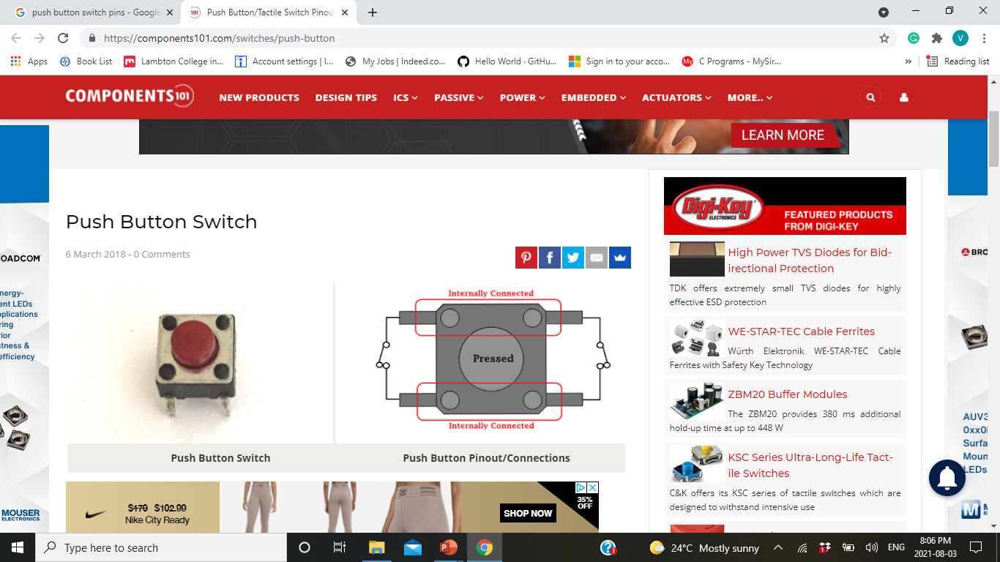 push button switch pins - Google
Push Button/Tactile Switch Pinou
https://components101.com/switches/push-button
V
Apps
Book List
Lambton College in...
Account settings | I...
My Jobs | Indeed.co...
Hello World · GitHu...
Sign in to your acco...
My
C Programs - MySir...
»
Reading list
COMPONENTS101
NEW PRODUCTS
DESIGN TIPS
ICS
PASSIVE
POWER
EMBEDDED
ACTUATORS
MORE..
LEARN MORE
Push Button Switch
6 March 2018 - 0 Comments
Internally Connected
Pressed
Internally Connected
Push Button Switch
Push Button Pinout/Connections
$170 $102.99
Nike City Ready
35%
OFF
SHOP NOW
Digi-Key
ELECTRONICS
FEATURED PRODUCTS
FROM DIGI-KEY
High Power TVS Diodes for Bid-
irectional Protection
TDK offers extremely small TVS diodes for highly
effective ESD protection
WE-STAR-TEC Cable Ferrites
Würth Elektronik WE-STAR-TEC Cable
Ferrites with Safety Key Technology
ZBM20 Buffer Modules
The ZBM20 provides 380 ms additional
hold-up time at up to 448 W
KSC Series Ultra-Long-Life Tact-
ile Switches
C&K offers its KSC series of tactile switches which are
designed to withstand intensive use
OADCOM
nergy-
ent LEDs
pplications
ring
rior
stness &
efficiency
MOUSER
ELECTRONICS
BRO
AUV3
0xx0
Surfa
Moun
LEDs
M
Type here to search
24°C Mostly sunny
ENG
8:06 PM
2021-08-03